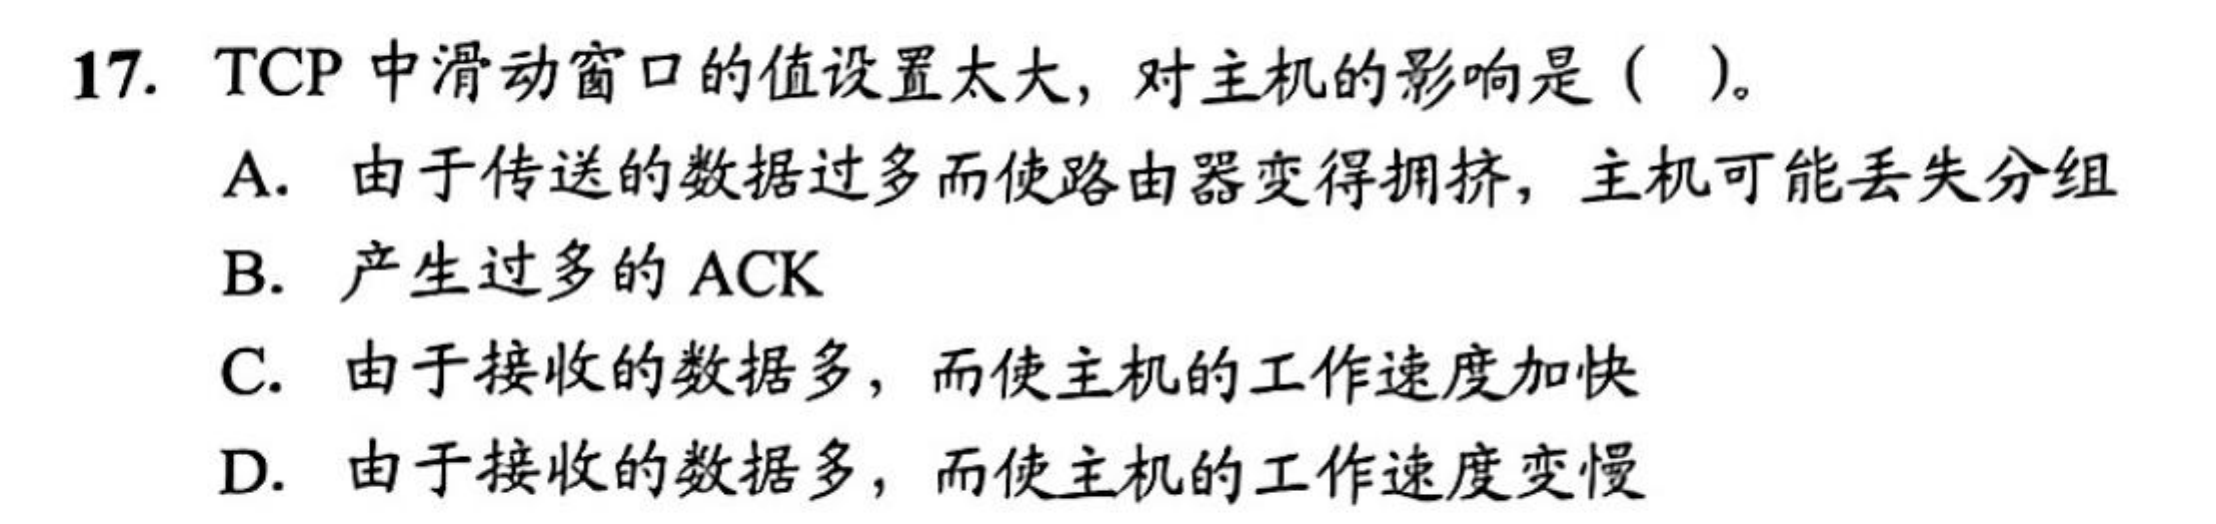 17. TCP 中滑动窗口的值设置太大，对主机的影响是（ ）。
A. 由于传送的数据过多而使路由器变得拥挤，主机可能丢失分组
B. 产生过多的 ACK
C. 由于接收的数据多，而使主机的工作速度加快
D. 由于接收的数据多，而使主机的工作速度变慢